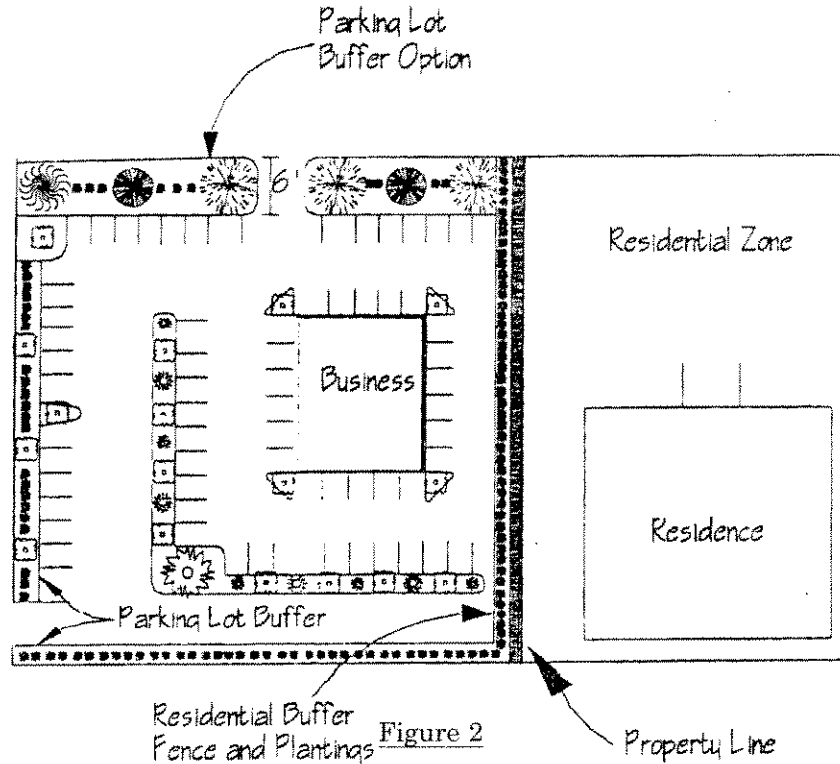 Parking Lot
Buffer Option
6'
Residential Zone
Business
Residence
Parking Lot Buffer
Residential Buffer
Fence and Plantings
Figure 2
Property Line